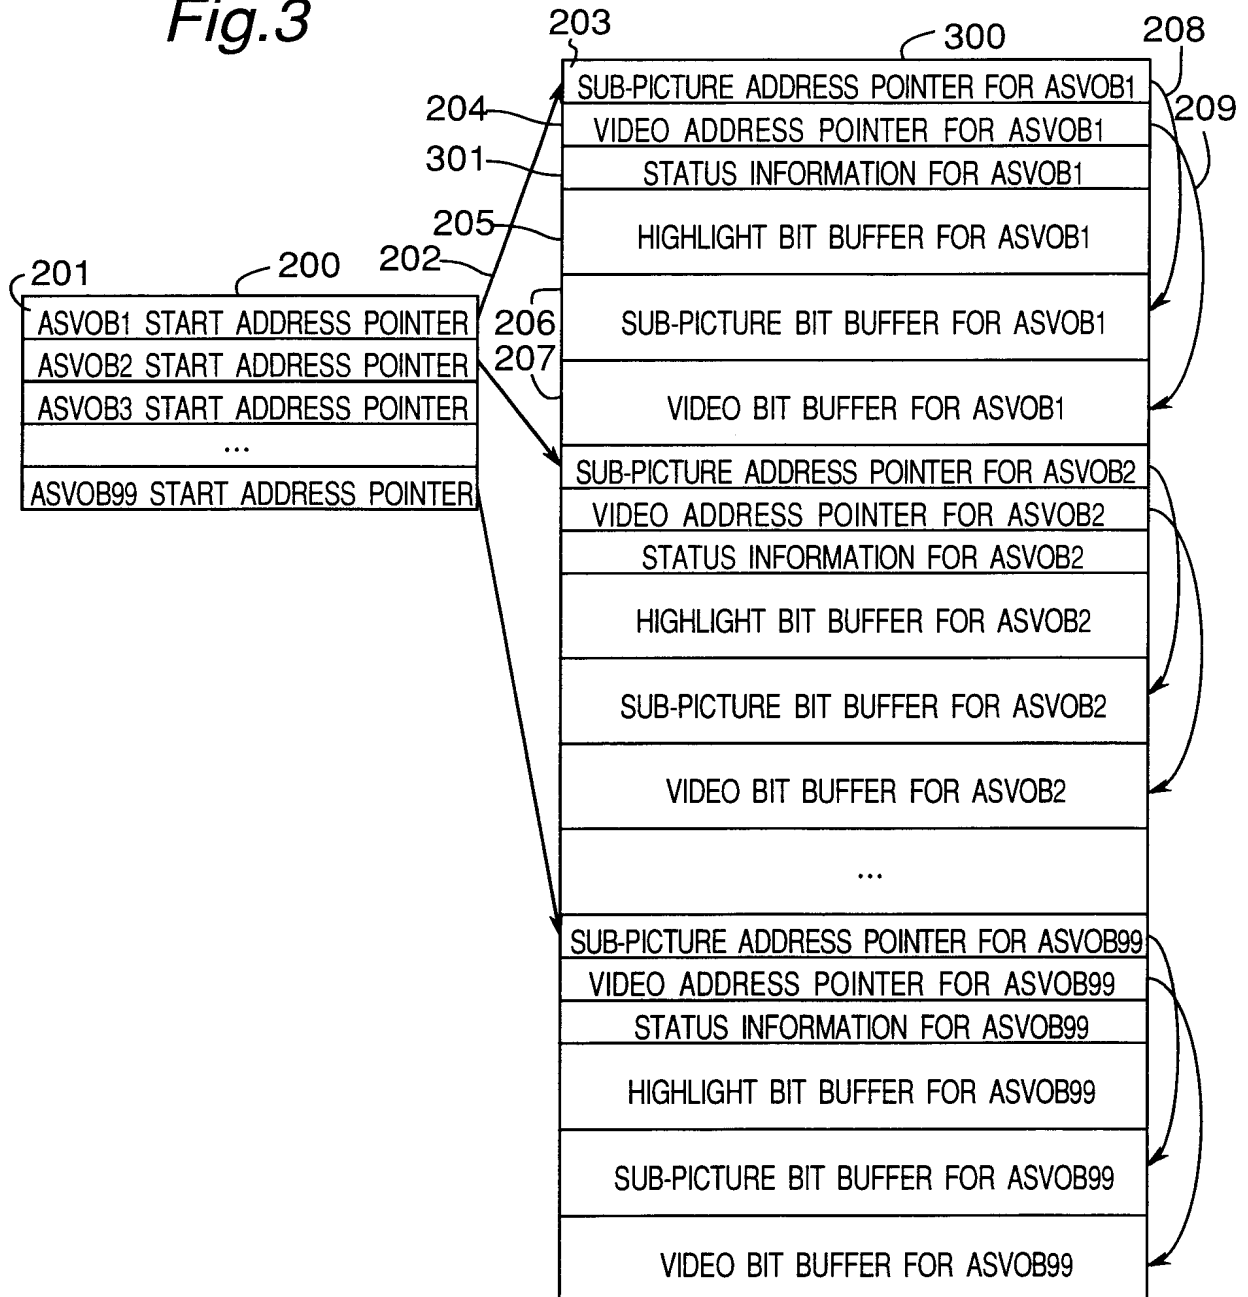 Fig.3
203
300
208
SUB-PICTURE ADDRESS POINTER FOR ASVOB1
204
VIDEO ADDRESS POINTER FOR ASVOB1
209
301
STATUS INFORMATION FOR ASVOB1
205
HIGHLIGHT BIT BUFFER FOR ASVOB1
202
206
SUB-PICTURE BIT BUFFER FOR ASVOB1
207
VIDEO BIT BUFFER FOR ASVOB1
201
200
ASVOB1 START ADDRESS POINTER
ASVOB2 START ADDRESS POINTER
ASVOB3 START ADDRESS POINTER
...
ASVOB99 START ADDRESS POINTER
SUB-PICTURE ADDRESS POINTER FOR ASVOB2
VIDEO ADDRESS POINTER FOR ASVOB2
STATUS INFORMATION FOR ASVOB2
HIGHLIGHT BIT BUFFER FOR ASVOB2
SUB-PICTURE BIT BUFFER FOR ASVOB2
VIDEO BIT BUFFER FOR ASVOB2
...
SUB-PICTURE ADDRESS POINTER FOR ASVOB99
VIDEO ADDRESS POINTER FOR ASVOB99
STATUS INFORMATION FOR ASVOB99
HIGHLIGHT BIT BUFFER FOR ASVOB99
SUB-PICTURE BIT BUFFER FOR ASVOB99
VIDEO BIT BUFFER FOR ASVOB99